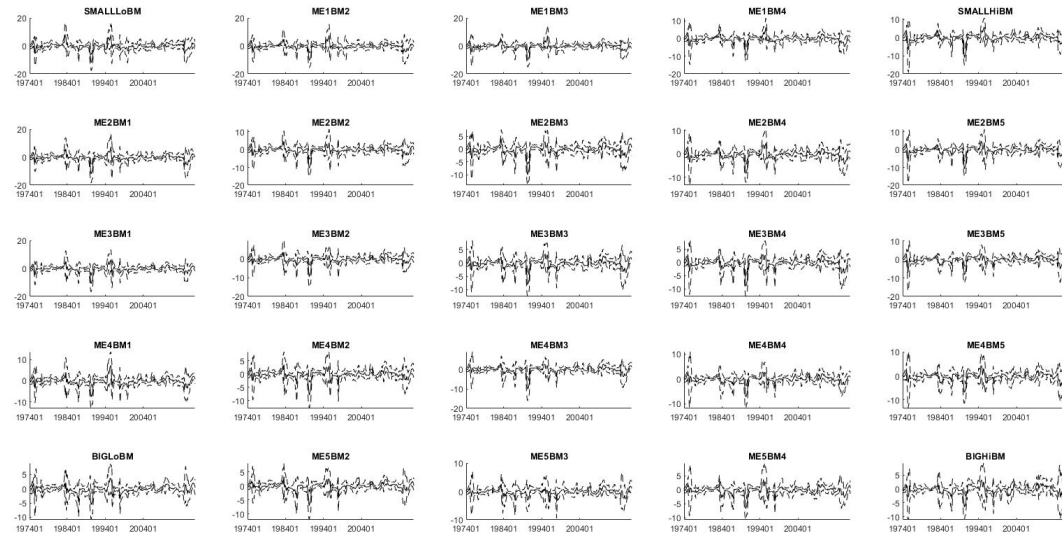 SMALLLoBM ME1BM2 ME1BM3 ME1BM4 SMALLHiBM
20 20 20 10 10
0 0 0 0 0
-10 -10
-20 -20 -20 -20 -20
197401 198401 199401 200401 197401 198401 199401 200401 197401 198401 199401 200401 197401 198401 199401 200401 197401 198401 199401 200401
ME2BM1 ME2BM2 ME2BM3 ME2BM4 ME2BM5
20 10 5 10 10
0 0 0 0 0
-10 -5 -10 -10
-20 -20 -10 -20
197401 198401 199401 200401 197401 198401 199401 200401 197401 198401 199401 200401 197401 198401 199401 200401 197401 198401 199401 200401
ME3BM1 ME3BM2 ME3BM3 ME3BM4 ME3BM5
20 10 5 5 10
0 0 0 0 0
-10 -5 -5 -10
-20 -20 -10 -10 -20
197401 198401 199401 200401 197401 198401 199401 200401 197401 198401 199401 200401 197401 198401 199401 200401 197401 198401 199401 200401
ME4BM1 ME4BM2 ME4BM3 ME4BM4 ME4BM5
10 10 10 10 10
5
0 0 0 0 0
-5 -10
-10 -10 -20 -10 -10
197401 198401 199401 200401 197401 198401 199401 200401 197401 198401 199401 200401 197401 198401 199401 200401 197401 198401 199401 200401
BIGLoBM ME5BM2 ME5BM3 ME5BM4 BIGHiBM
5 5 10 5 5
0 0 0 0 0
-5 -5 -5 -5
-10 -10 -10 -10 -10
197401 198401 199401 200401 197401 198401 199401 200401 197401 198401 199401 200401 197401 198401 199401 200401 197401 198401 199401 200401